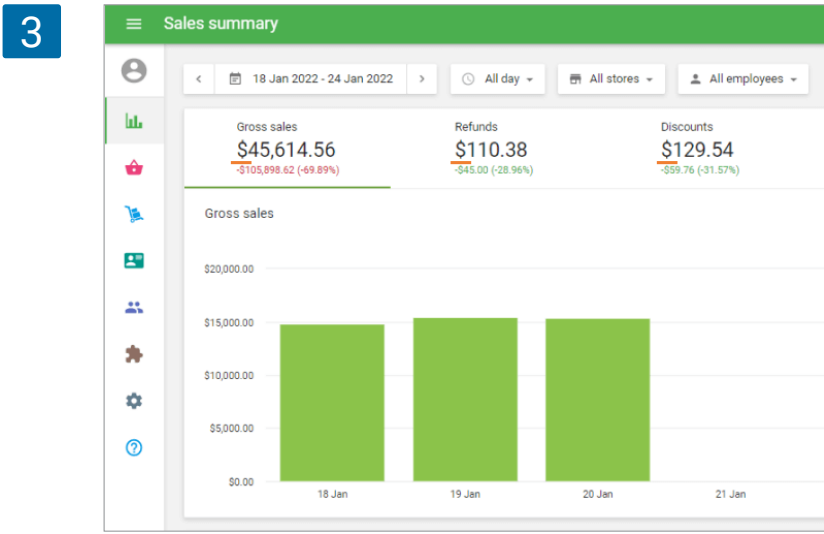 3
Sales summary
18 Jan 2022 - 24 Jan 2022 All day All stores All employees
Gross sales Refunds Discounts
$45,614.56 $110.38 $129.54
-$105,898.62 (-69.89%) -$45.00 (-28.96%) -$59.76 (-31.57%)
Gross sales
$20,000.00
$15,000.00
$10,000.00
$5,000.00
$0.00
18 Jan 19 Jan 20 Jan 21 Jan